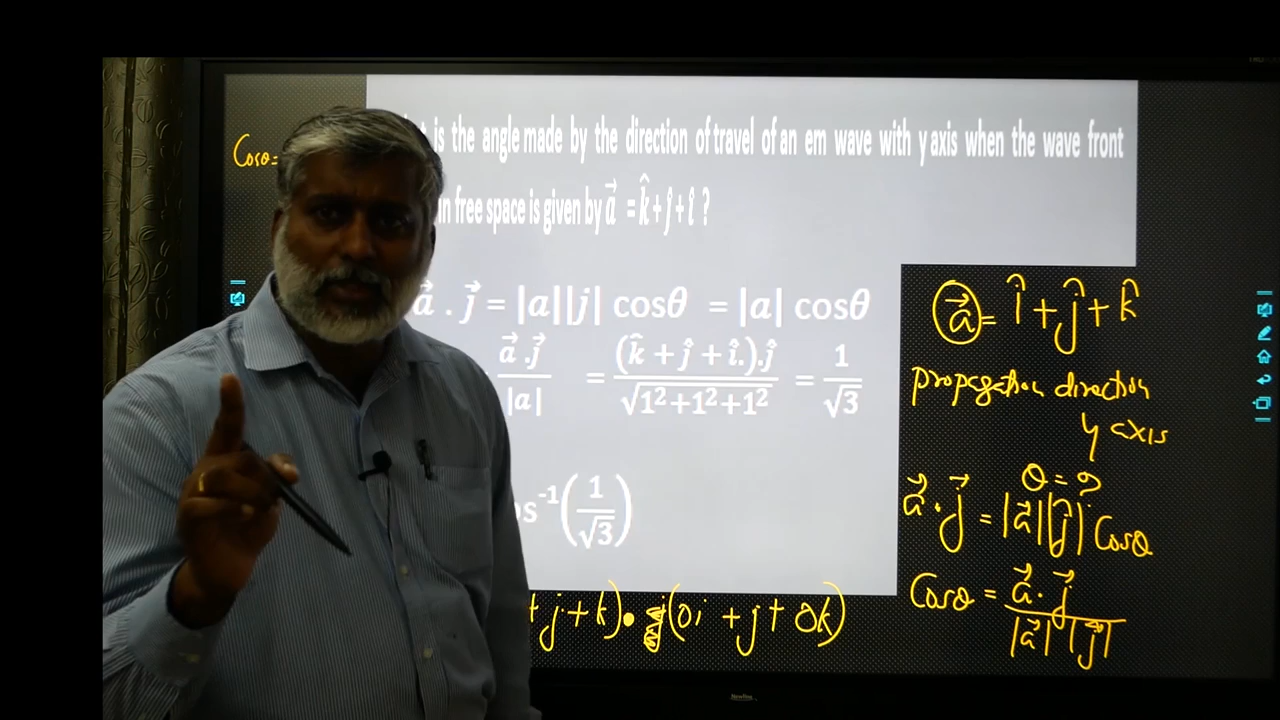 is the angle made by the direction of travel of an em wave with y axis when the wave front
in free space is given by a⃗ = k̂ + ĵ + î ?
Cosθ=
a⃗ . j⃗ = |a||j| cosθ = |a| cosθ
a⃗ .j⃗ / |a| = (k̂ + ĵ + î.).ĵ / √1²+1²+1² = 1/√3
os⁻¹(1/√3)
a⃗ = î + ĵ + k̂
propagation direction
y axis
θ = ?
a⃗ . j⃗ = |a⃗||ĵ| Cosθ
Cosθ = a⃗ . j⃗ / |a⃗| |j⃗|
+ j + k) • (0i + j + 0k)
Newline